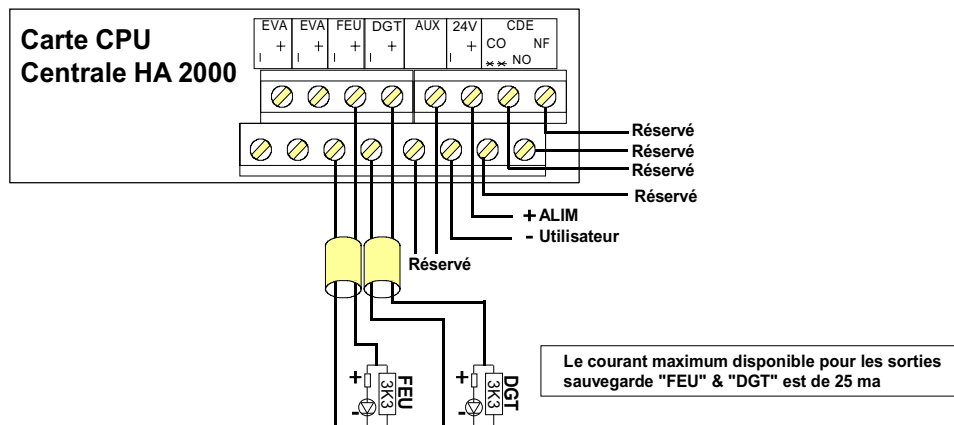 Carte CPU
Centrale HA 2000
EVA EVA FEU DGT AUX 24V CDE
+ + + + + CO NF
I I I I I ** NO
Réservé
Réservé
Réservé
Réservé
+ ALIM
- Utilisateur
Réservé
+ 3K3 FEU
-
+ 3K3 DGT
-
Le courant maximum disponible pour les sorties
sauvegarde "FEU" & "DGT" est de 25 ma